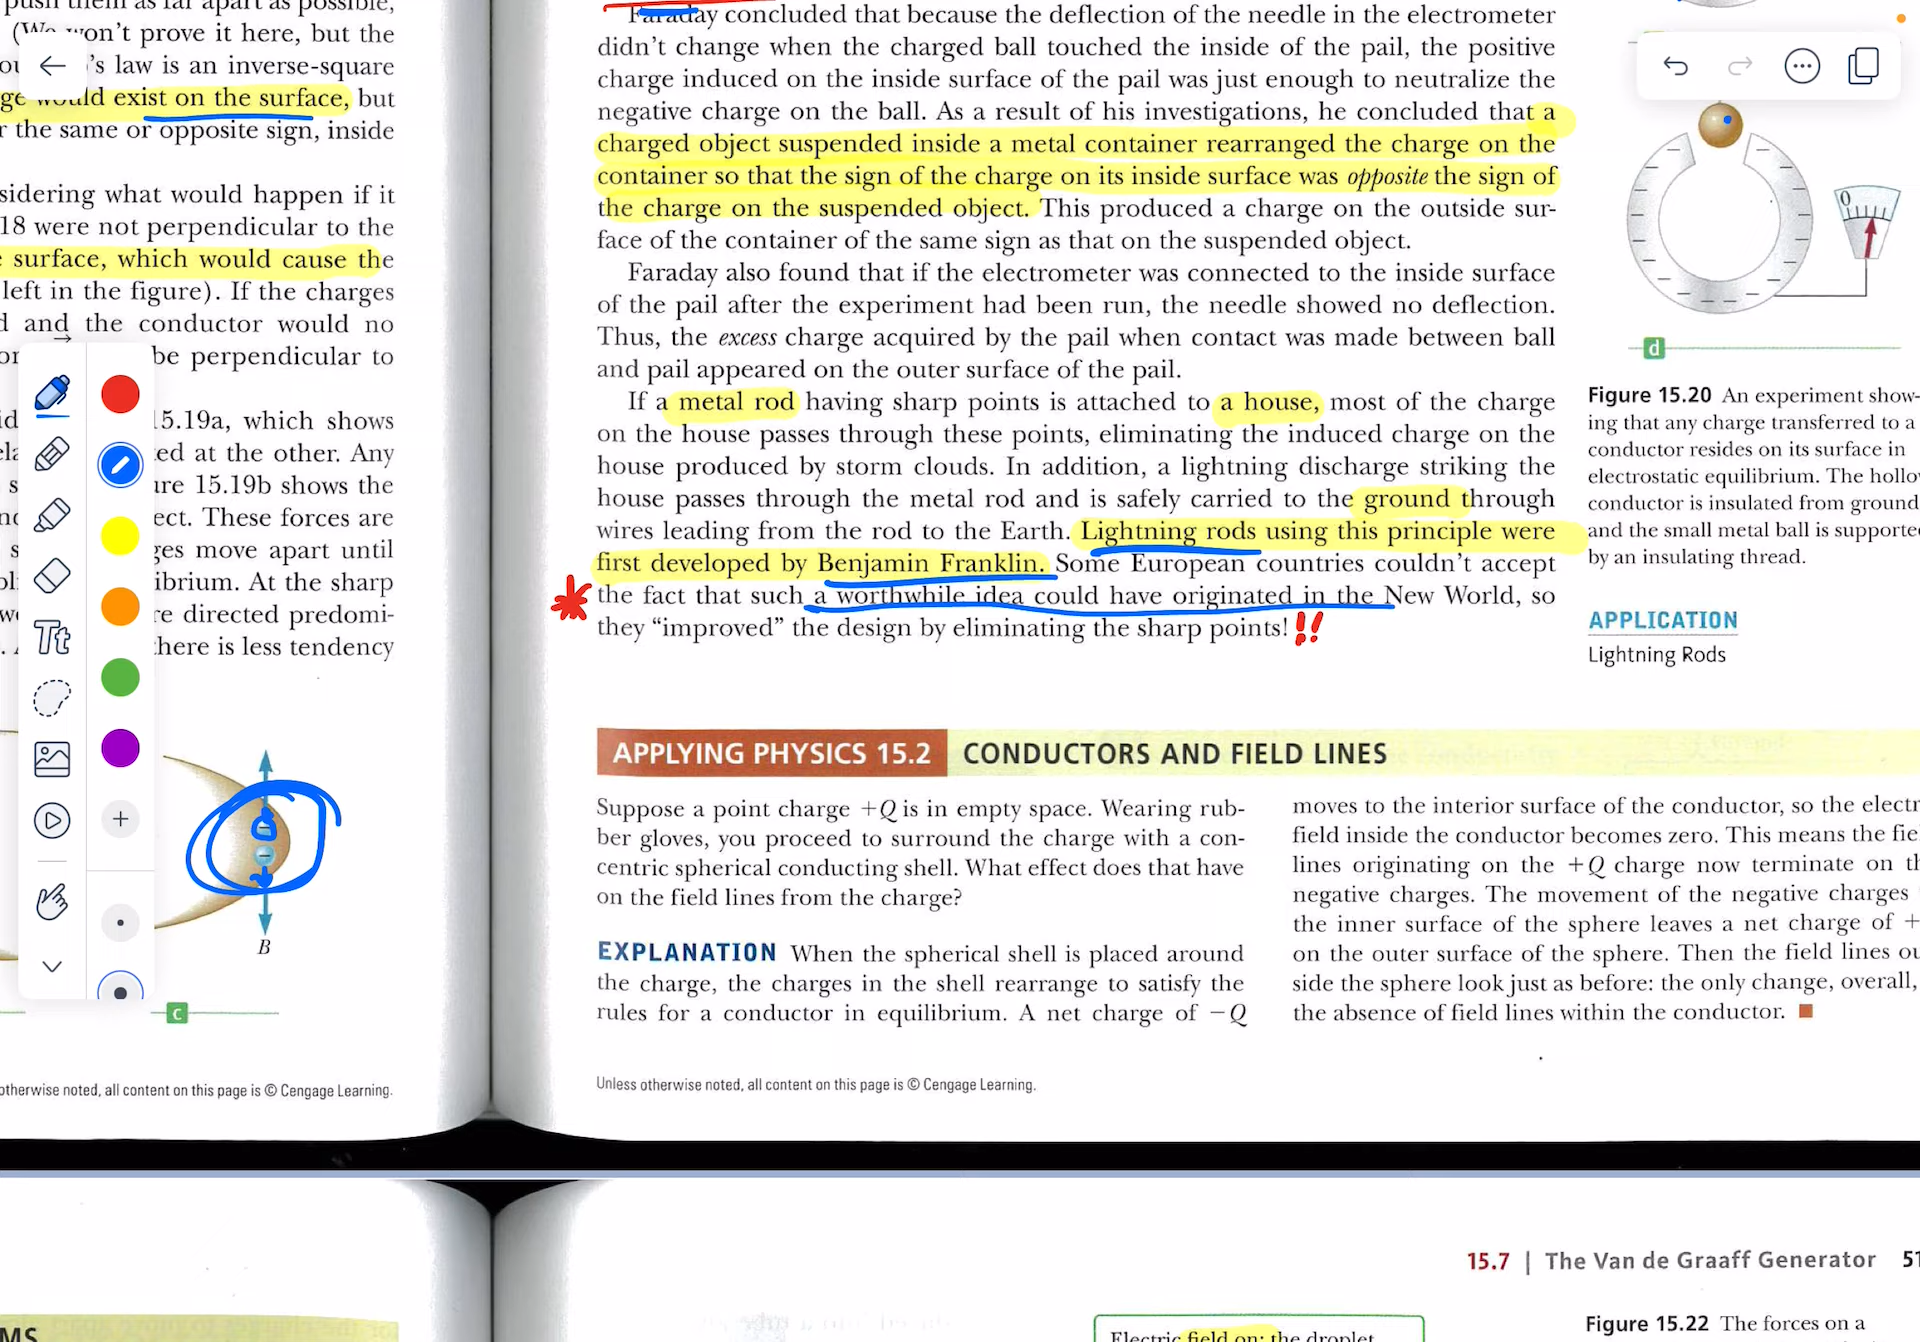 push them as far apart as possible,
won't prove it here, but the
's law is an inverse-square
would exist on the surface, but
the same or opposite sign, inside
sidering what would happen if it
18 were not perpendicular to the
surface, which would cause the
left in the figure). If the charges
and the conductor would no
be perpendicular to
15.19a, which shows
ed at the other. Any
ure 15.19b shows the
ect. These forces are
ges move apart until
ibrium. At the sharp
re directed predomi-
here is less tendency
Tt
B
c
otherwise noted, all content on this page is © Cengage Learning.
Faraday concluded that because the deflection of the needle in the electrometer
didn't change when the charged ball touched the inside of the pail, the positive
charge induced on the inside surface of the pail was just enough to neutralize the
negative charge on the ball. As a result of his investigations, he concluded that a
charged object suspended inside a metal container rearranged the charge on the
container so that the sign of the charge on its inside surface was opposite the sign of
the charge on the suspended object. This produced a charge on the outside sur-
face of the container of the same sign as that on the suspended object.
Faraday also found that if the electrometer was connected to the inside surface
of the pail after the experiment had been run, the needle showed no deflection.
Thus, the excess charge acquired by the pail when contact was made between ball
and pail appeared on the outer surface of the pail.
If a metal rod having sharp points is attached to a house, most of the charge
on the house passes through these points, eliminating the induced charge on the
house produced by storm clouds. In addition, a lightning discharge striking the
house passes through the metal rod and is safely carried to the ground through
wires leading from the rod to the Earth. Lightning rods using this principle were
first developed by Benjamin Franklin. Some European countries couldn't accept
the fact that such a worthwhile idea could have originated in the New World, so
they "improved" the design by eliminating the sharp points! !!
0
d
Figure 15.20 An experiment show-
ing that any charge transferred to a
conductor resides on its surface in
electrostatic equilibrium. The hollo
conductor is insulated from ground
and the small metal ball is supporte
by an insulating thread.
APPLICATION
Lightning Rods
APPLYING PHYSICS 15.2 CONDUCTORS AND FIELD LINES
Suppose a point charge +Q is in empty space. Wearing rub-
ber gloves, you proceed to surround the charge with a con-
centric spherical conducting shell. What effect does that have
on the field lines from the charge?
EXPLANATION When the spherical shell is placed around
the charge, the charges in the shell rearrange to satisfy the
rules for a conductor in equilibrium. A net charge of −Q
moves to the interior surface of the conductor, so the electr
field inside the conductor becomes zero. This means the fie
lines originating on the +Q charge now terminate on th
negative charges. The movement of the negative charges
the inner surface of the sphere leaves a net charge of +
on the outer surface of the sphere. Then the field lines ou
side the sphere look just as before: the only change, overall,
the absence of field lines within the conductor.
Unless otherwise noted, all content on this page is © Cengage Learning.
15.7 | The Van de Graaff Generator 51
MS
Electric field on: the droplet
Figure 15.22 The forces on a